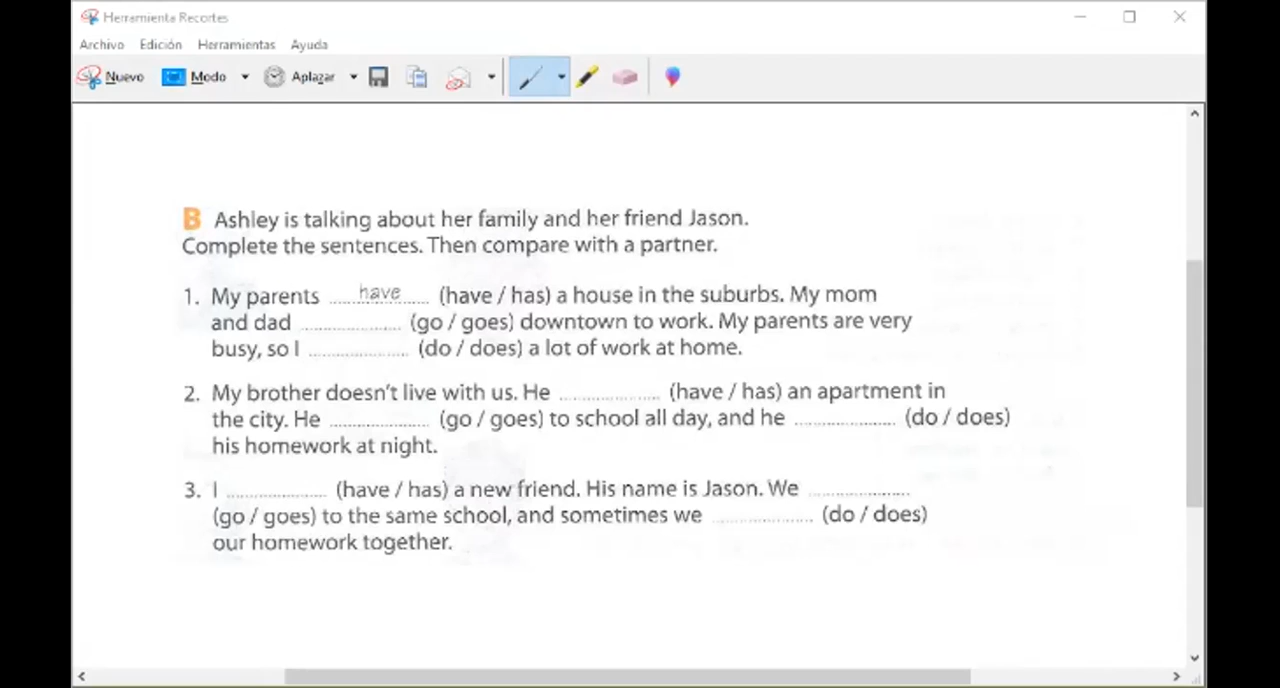 Herramienta Recortes
Archivo Edición Herramientas Ayuda
Nuevo Modo Aplazar
B Ashley is talking about her family and her friend Jason.
Complete the sentences. Then compare with a partner.
1. My parents have (have / has) a house in the suburbs. My mom
and dad .................... (go / goes) downtown to work. My parents are very
busy, so I .................... (do / does) a lot of work at home.
2. My brother doesn't live with us. He .................... (have / has) an apartment in
the city. He .................... (go / goes) to school all day, and he .................... (do / does)
his homework at night.
3. I .................... (have / has) a new friend. His name is Jason. We ....................
(go / goes) to the same school, and sometimes we .................... (do / does)
our homework together.